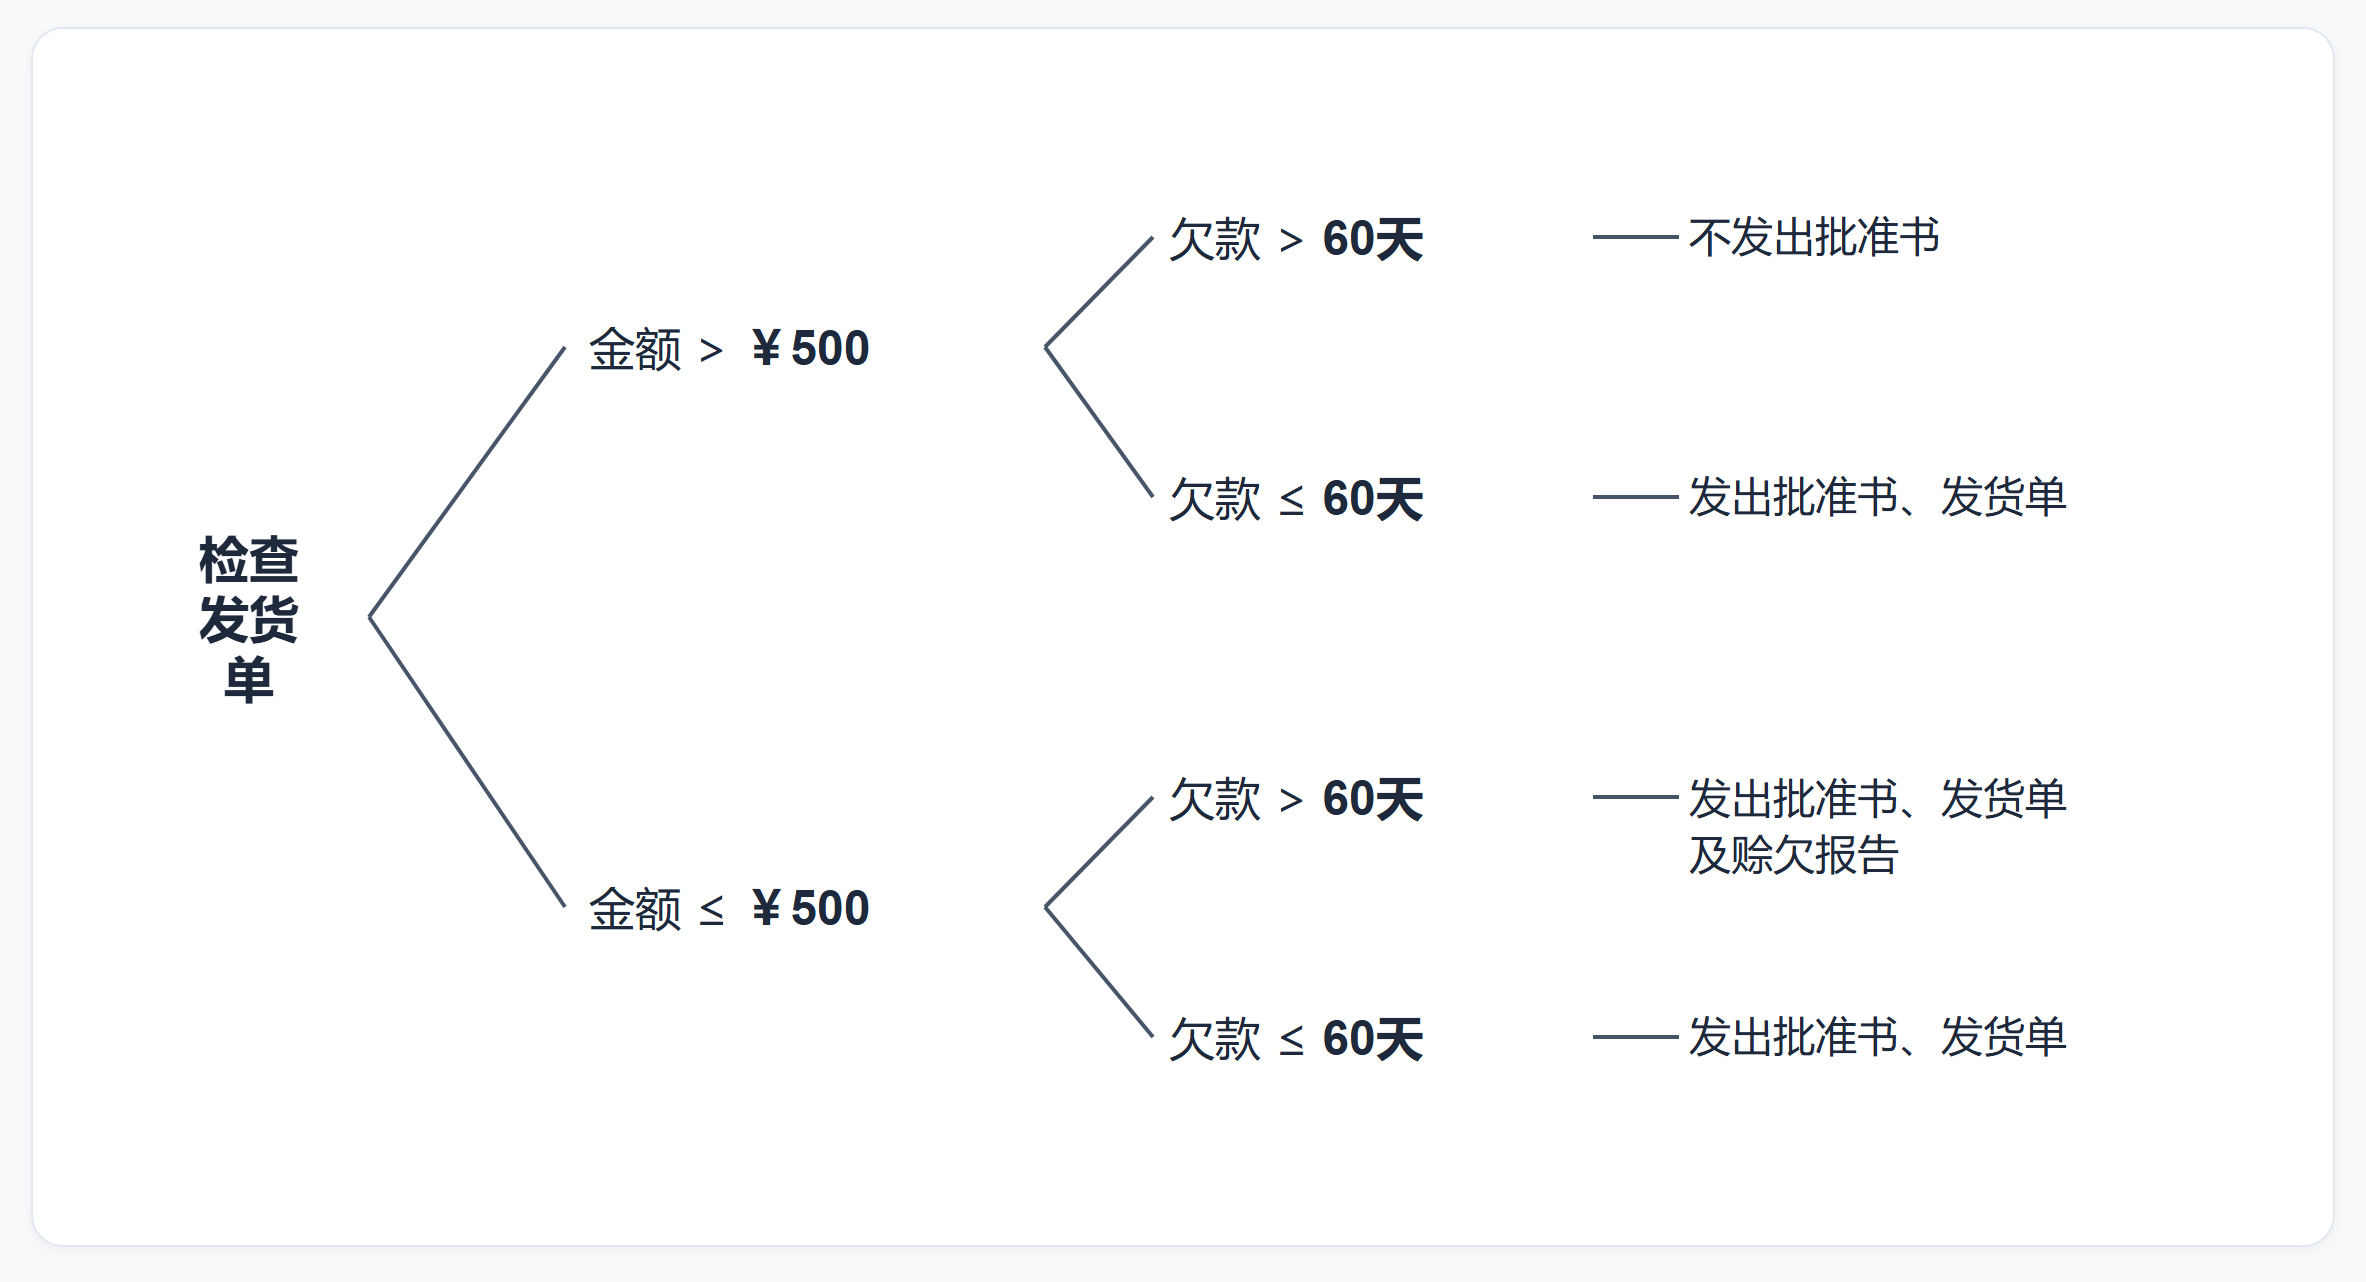 检查
发货
单
金额 > ￥500
欠款 > 60天
不发出批准书
欠款 ≤ 60天
发出批准书、发货单
金额 ≤ ￥500
欠款 > 60天
发出批准书、发货单
及赊欠报告
欠款 ≤ 60天
发出批准书、发货单